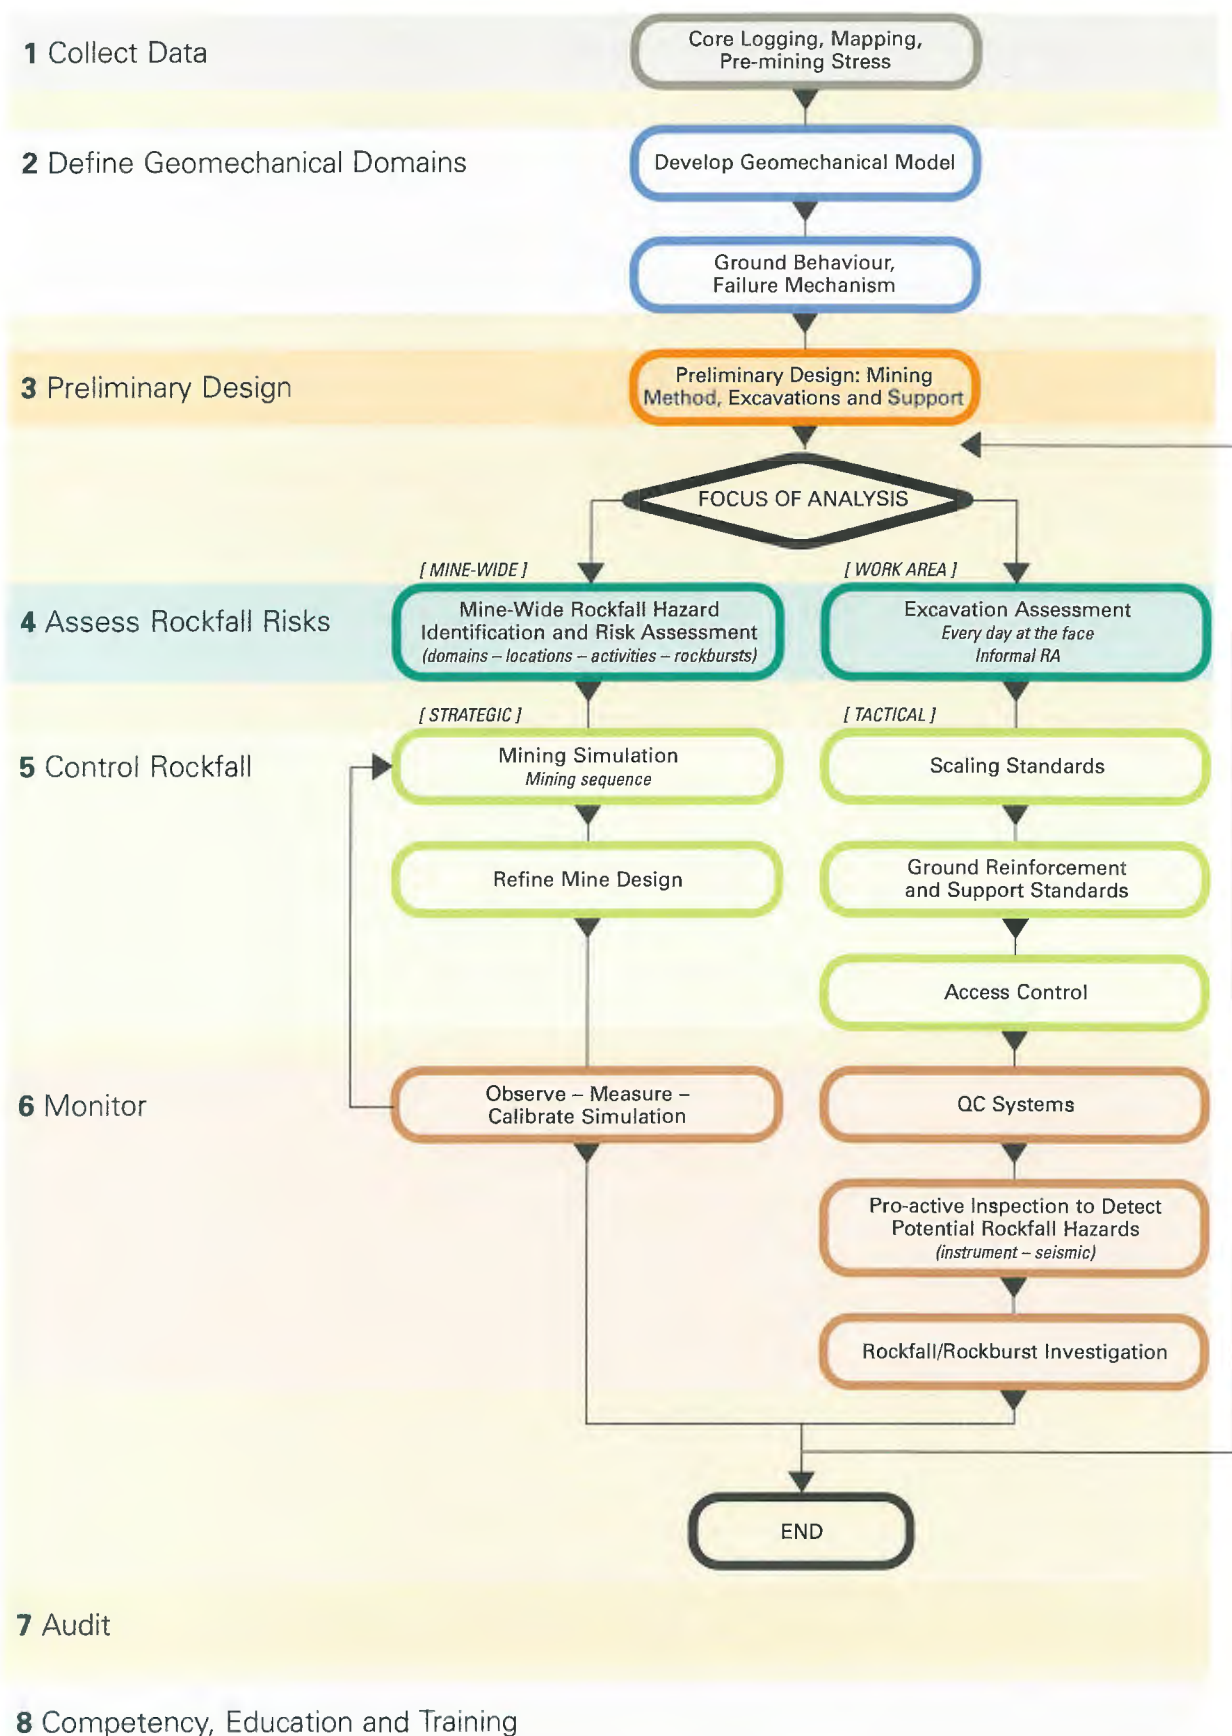 1 Collect Data
Core Logging, Mapping,
Pre-mining Stress
2 Define Geomechanical Domains
Develop Geomechanical Model
Ground Behaviour,
Failure Mechanism
3 Preliminary Design
Preliminary Design: Mining
Method, Excavations and Support
FOCUS OF ANALYSIS
[ MINE-WIDE ]
[ WORK AREA ]
4 Assess Rockfall Risks
Mine-Wide Rockfall Hazard
Identification and Risk Assessment
(domains – locations – activities – rockbursts)
Excavation Assessment
Every day at the face
Informal RA
[ STRATEGIC ]
[ TACTICAL ]
5 Control Rockfall
Mining Simulation
Mining sequence
Scaling Standards
Refine Mine Design
Ground Reinforcement
and Support Standards
Access Control
6 Monitor
Observe – Measure –
Calibrate Simulation
QC Systems
Pro-active Inspection to Detect
Potential Rockfall Hazards
(instrument – seismic)
Rockfall/Rockburst Investigation
END
7 Audit
8 Competency, Education and Training